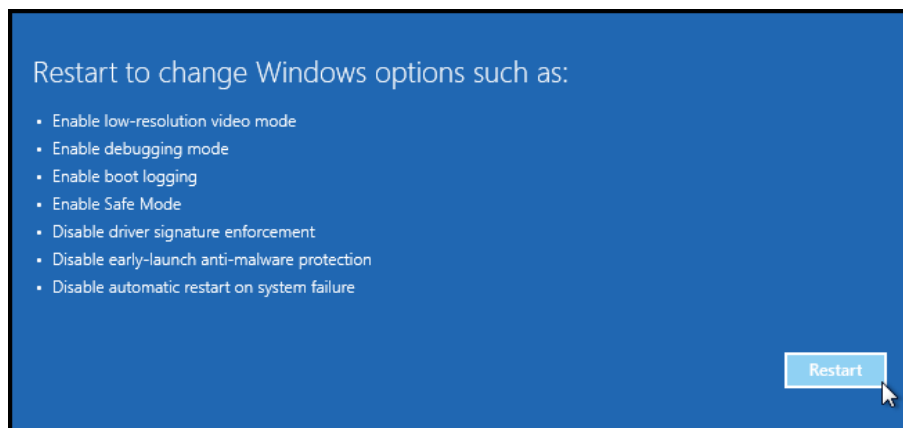 Restart to change Windows options such as:
▪ Enable low-resolution video mode
▪ Enable debugging mode
▪ Enable boot logging
▪ Enable Safe Mode
▪ Disable driver signature enforcement
▪ Disable early-launch anti-malware protection
▪ Disable automatic restart on system failure
Restart